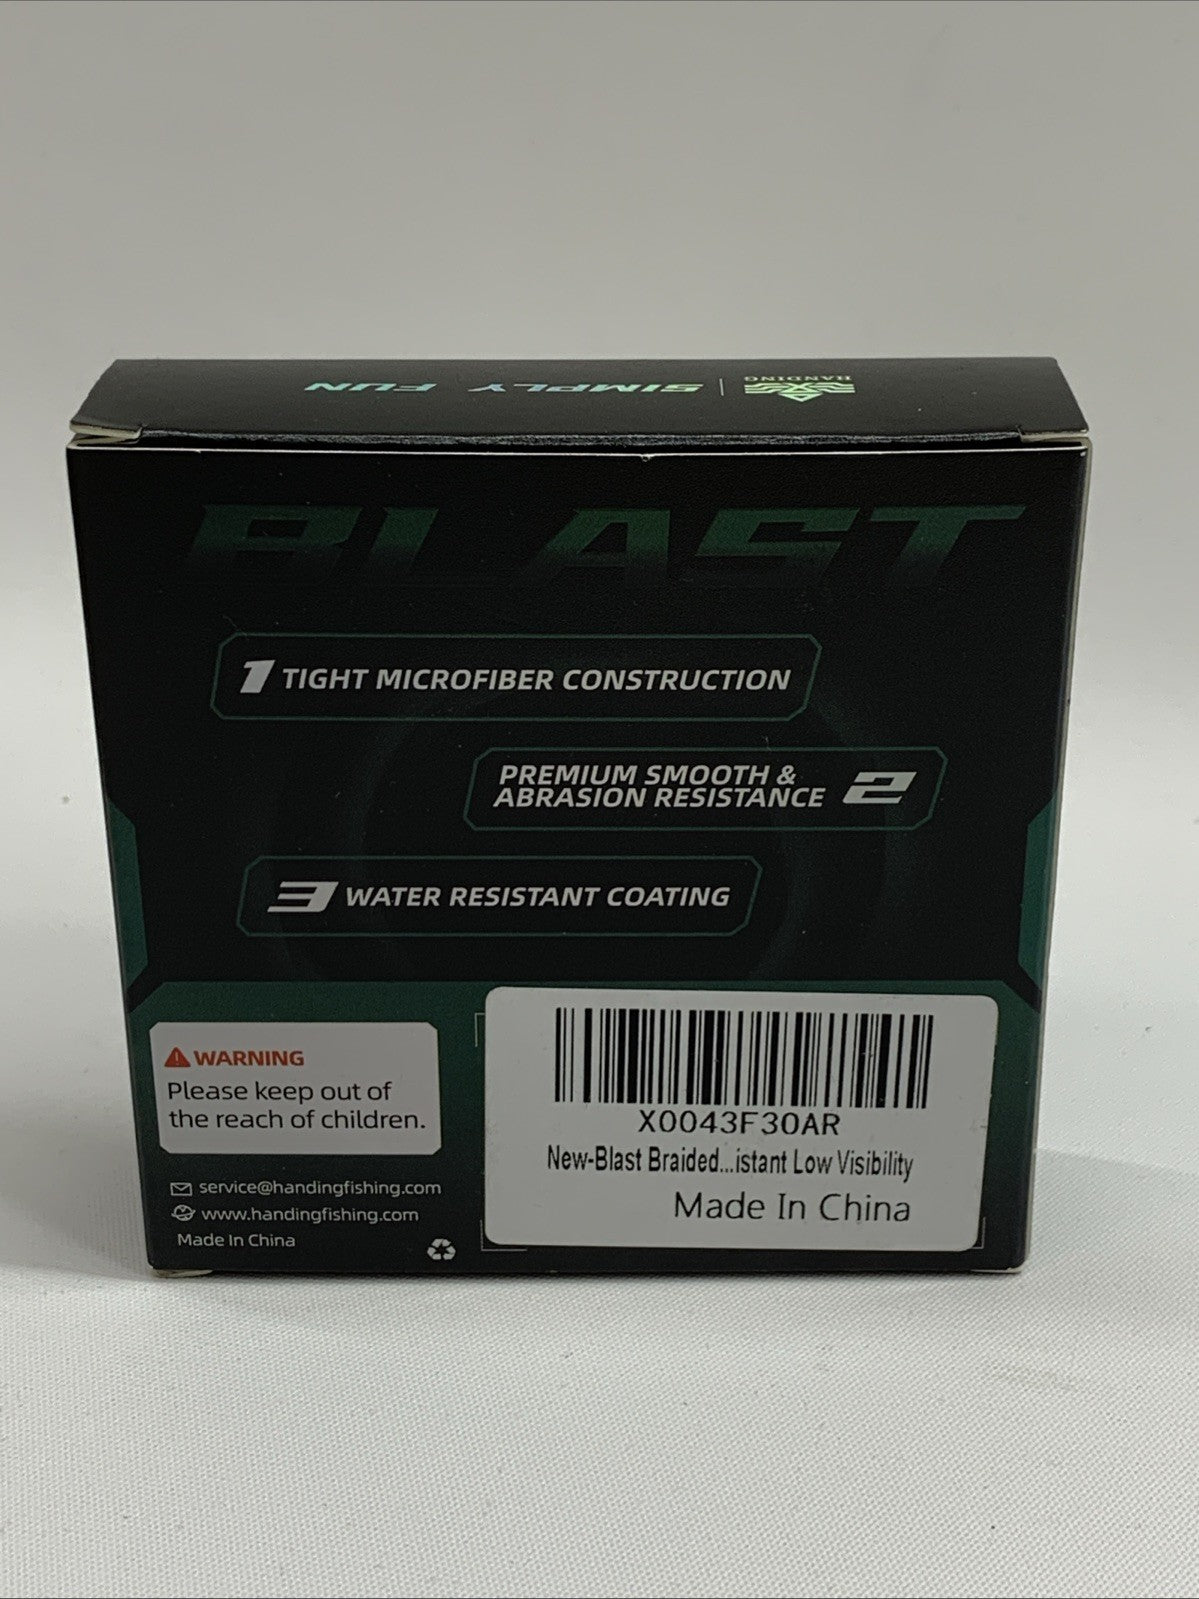 HANDING
SIMPLY FUN
BLAST
1 TIGHT MICROFIBER CONSTRUCTION
PREMIUM SMOOTH &
ABRASION RESISTANCE 2
3 WATER RESISTANT COATING
WARNING
Please keep out of
the reach of children.
service@handingfishing.com
www.handingfishing.com
Made In China
X0043F30AR
New-Blast Braided...istant Low Visibility
Made In China